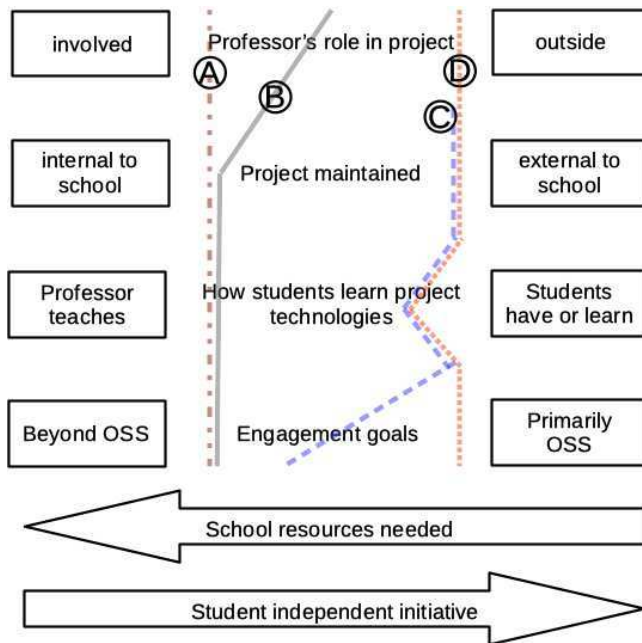 involved
Professor's role in project
outside
A
D
B
C
internal to
school
Project maintained
external to
school
Professor
teaches
How students learn project
technologies
Students
have or learn
Beyond OSS
Engagement goals
Primarily
OSS
School resources needed
Student independent initiative